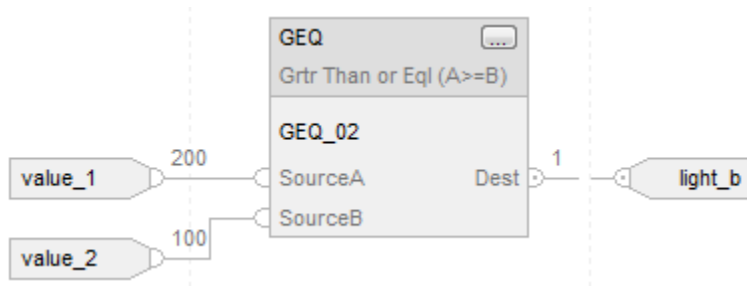 GEQ ...
Grtr Than or Eql (A>=B)
GEQ_02
200
value_1
SourceA
Dest
1
light_b
SourceB
100
value_2